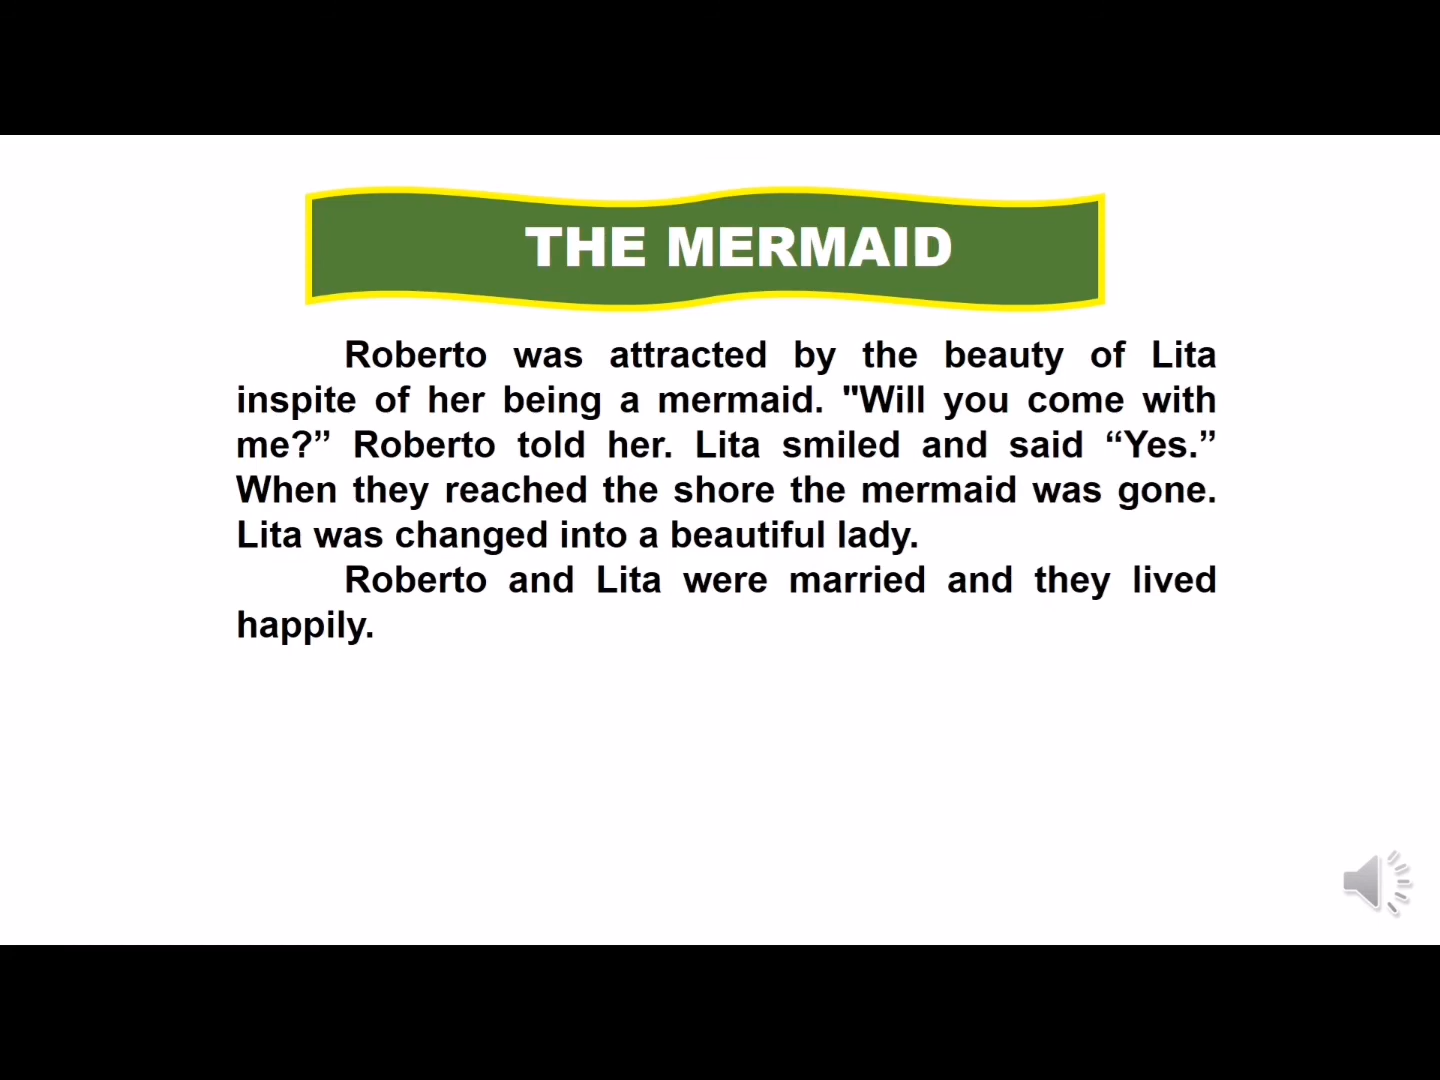 THE MERMAID
Roberto was attracted by the beauty of Lita
inspite of her being a mermaid. "Will you come with
me?” Roberto told her. Lita smiled and said “Yes.”
When they reached the shore the mermaid was gone.
Lita was changed into a beautiful lady.
Roberto and Lita were married and they lived
happily.